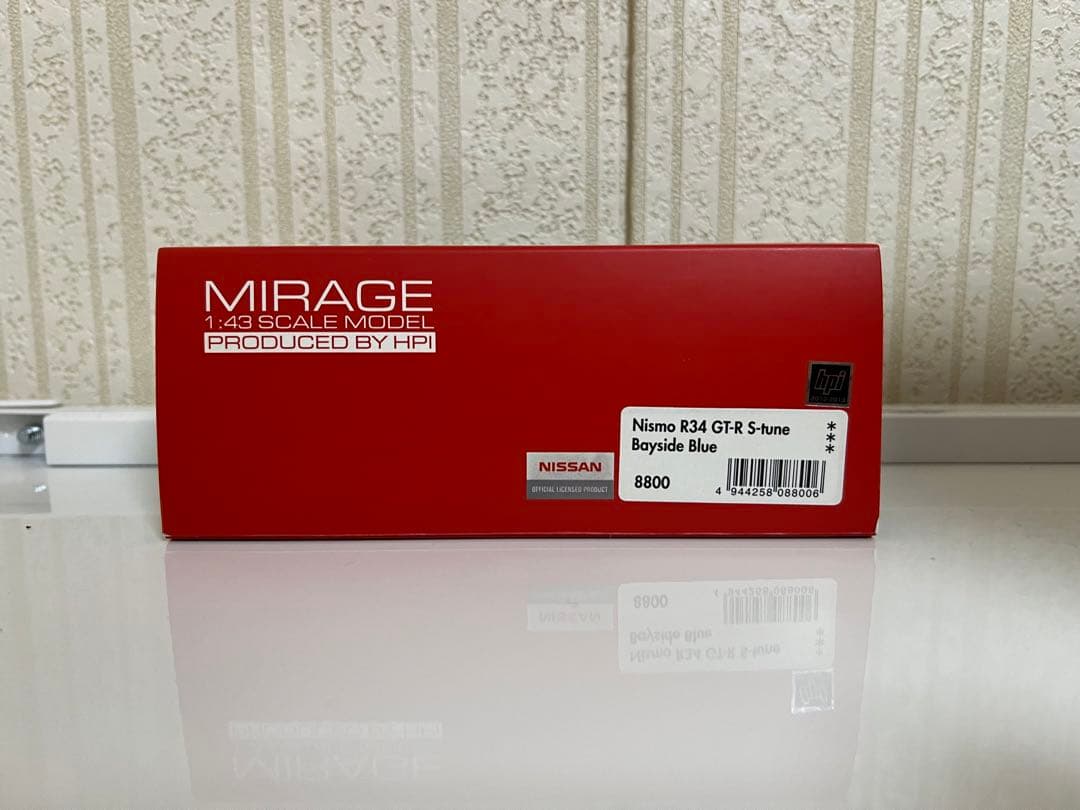 MIRAGE
1:43 SCALE MODEL
PRODUCED BY HPI
hpi
Nismo R34 GT-R S-tune
Bayside Blue
***
8800
4 944258 088006
NISSAN
OFFICIAL LICENSED PRODUCT